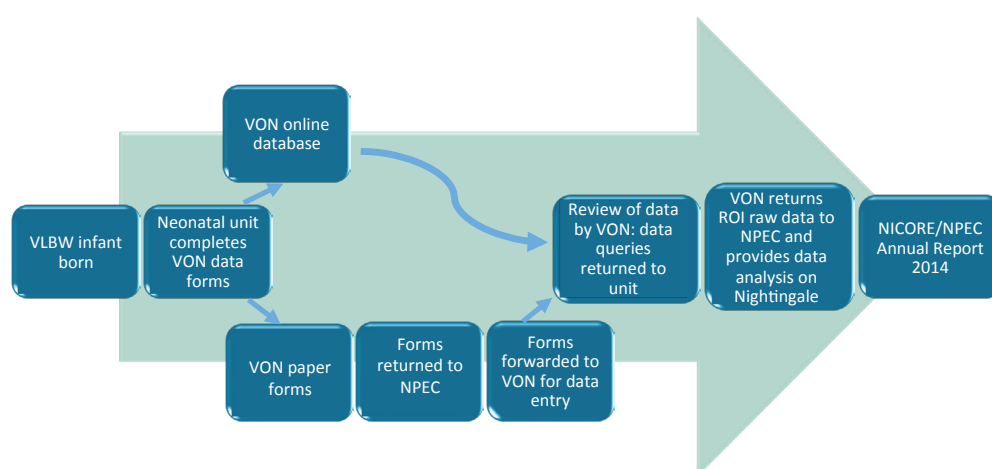 VLBW infant
born
Neonatal unit
completes
VON data
forms
VON online
database
VON paper
forms
Forms
returned to
NPEC
Forms
forwarded to
VON for data
entry
Review of data
by VON: data
queries
returned to
unit
VON returns
ROI raw data to
NPEC and
provides data
analysis on
Nightingale
NICORE/NPEC
Annual Report
2014